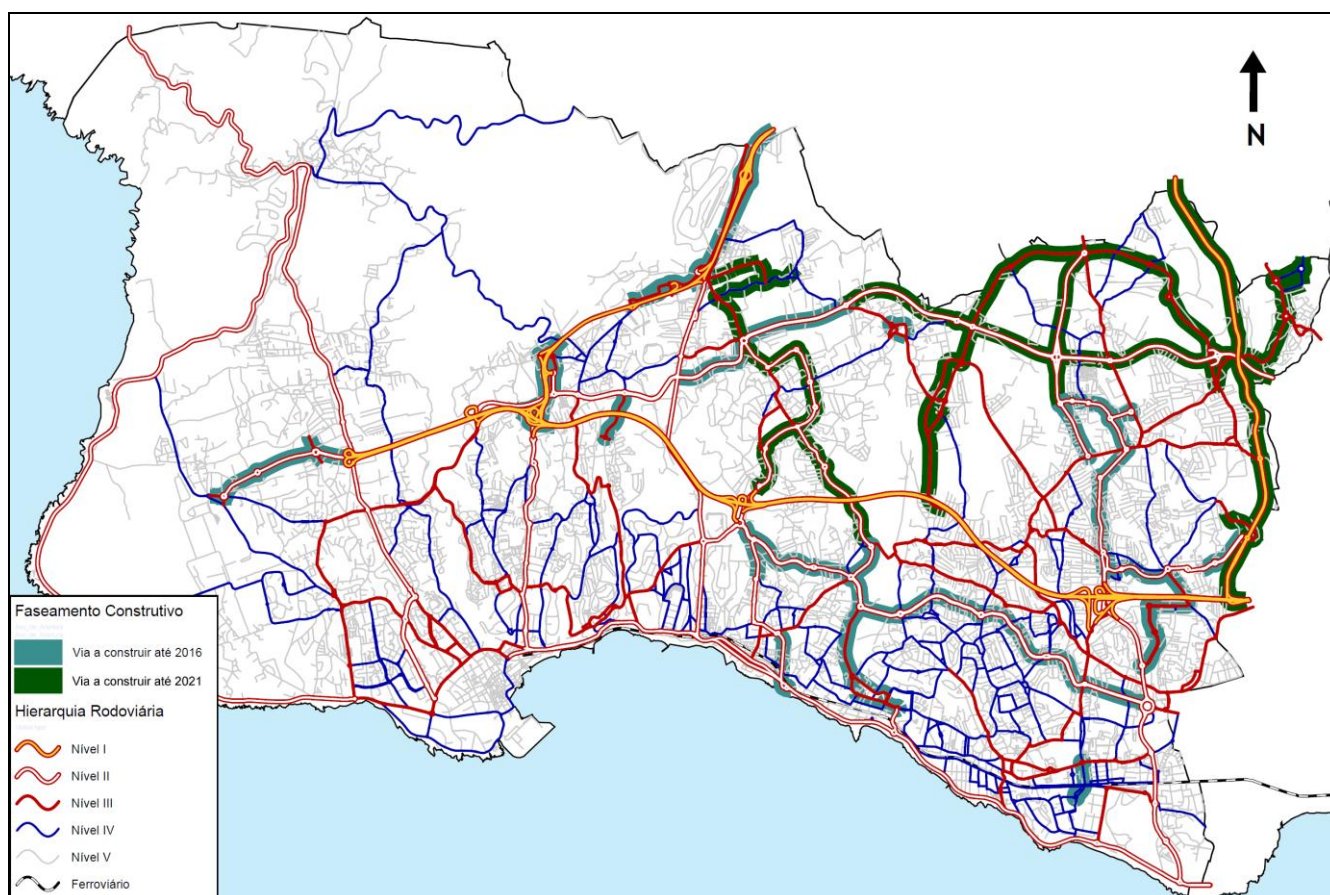 N
Faseamento Construtivo
Via a construir até 2016
Via a construir até 2021
Hierarquia Rodoviária
Nível I
Nível II
Nível III
Nível IV
Nível V
Ferroviário